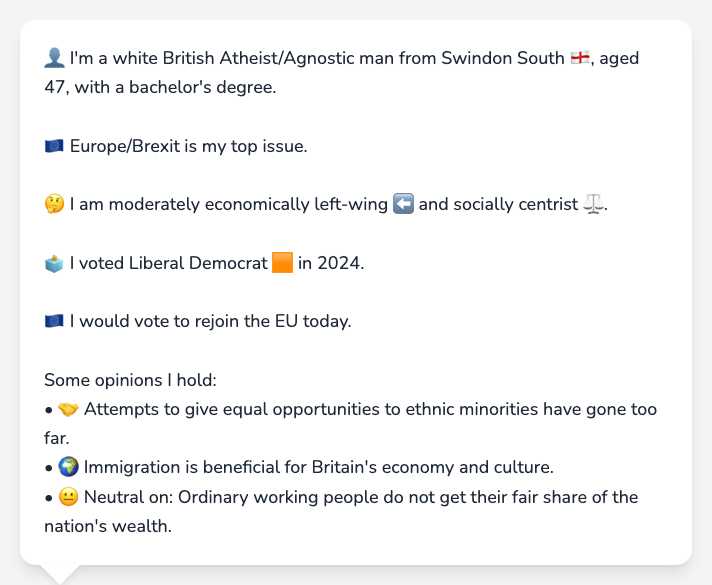 👤 I'm a white British Atheist/Agnostic man from Swindon South 🏴󠁧󠁢󠁥󠁮󠁧󠁿, aged
47, with a bachelor's degree.
🇪🇺 Europe/Brexit is my top issue.
🤔 I am moderately economically left-wing ⬅️ and socially centrist ⚖️.
🗳️ I voted Liberal Democrat 🟧 in 2024.
🇪🇺 I would vote to rejoin the EU today.
Some opinions I hold:
• 🤝 Attempts to give equal opportunities to ethnic minorities have gone too
far.
• 🌍 Immigration is beneficial for Britain's economy and culture.
• 😐 Neutral on: Ordinary working people do not get their fair share of the
nation's wealth.